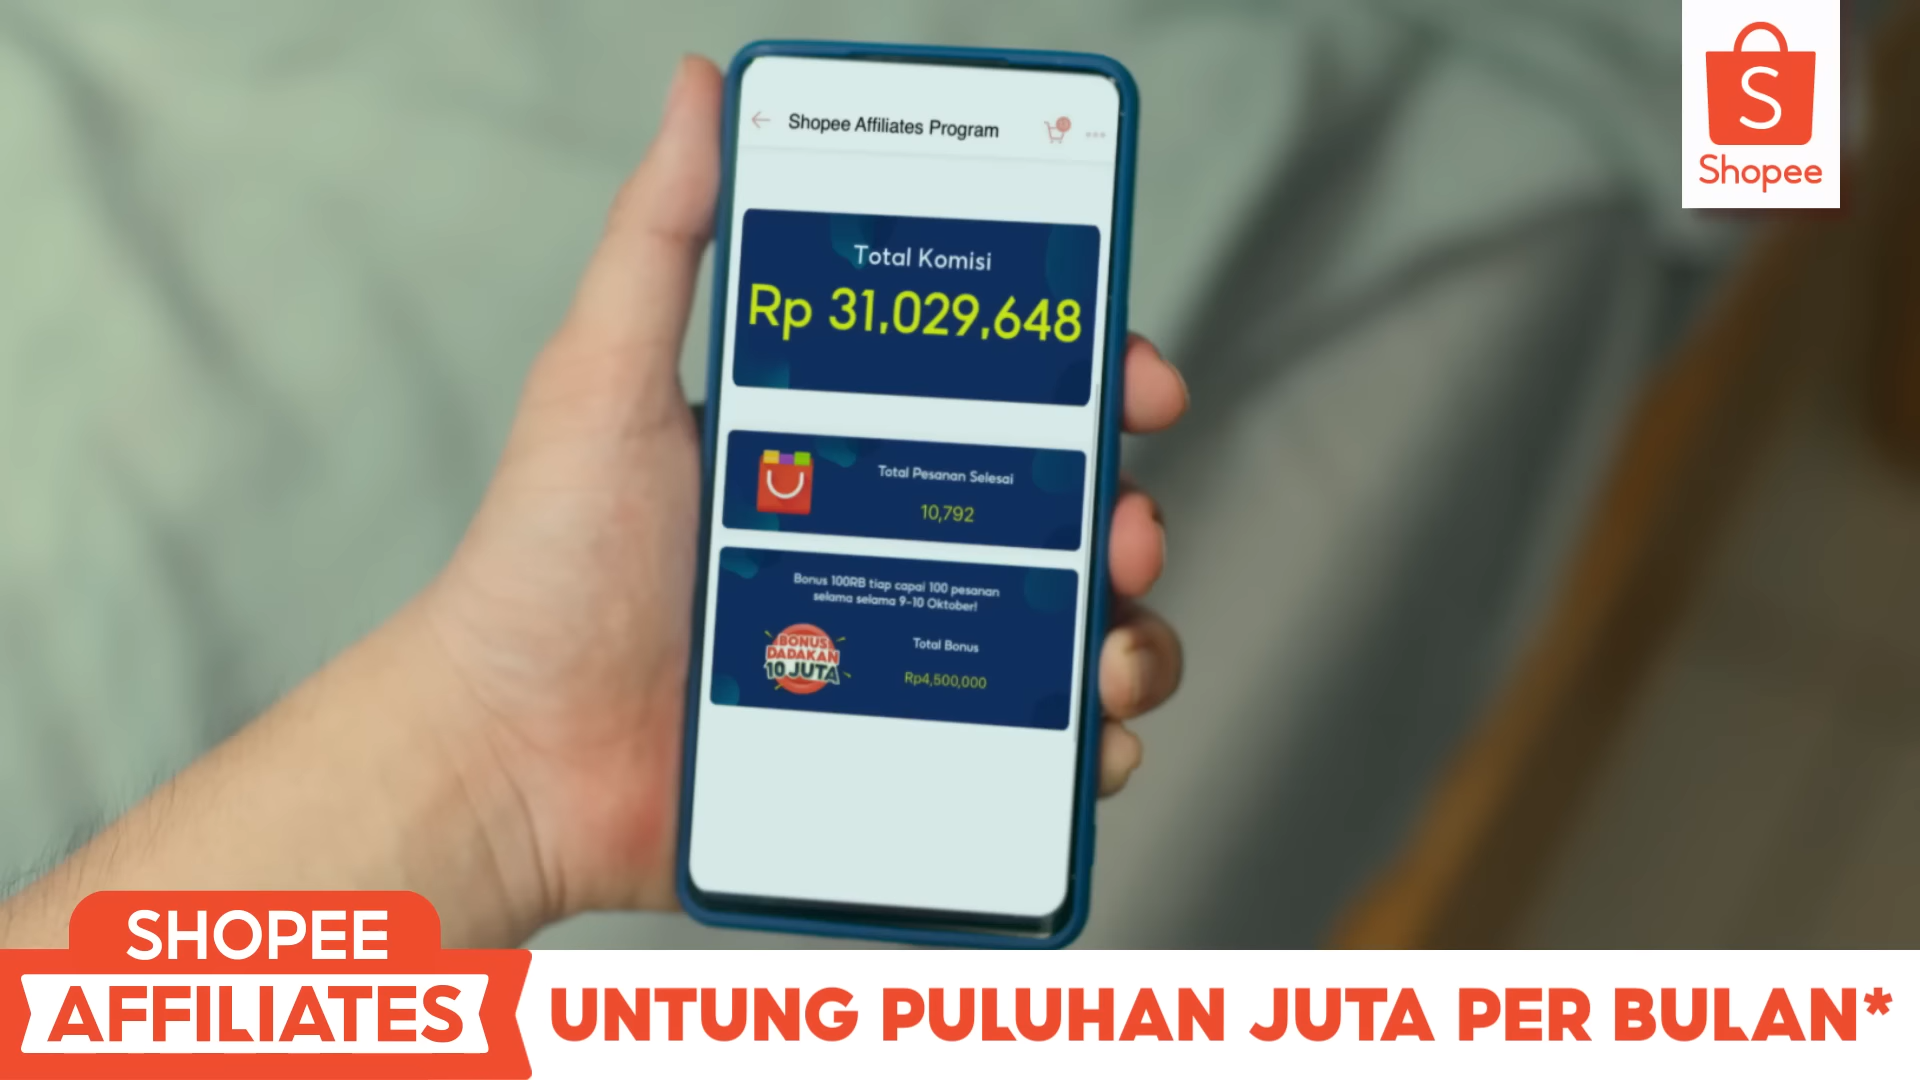 Shopee Affiliates Program
Total Komisi
Rp 31,029,648
Total Pesanan Selesai
10,792
Bonus 100RB tiap capai 100 pesanan
selama selama 9-10 Oktober!
BONUS
DADAKAN
10 JUTA
Total Bonus
Rp4,500,000
S
Shopee
SHOPEE
AFFILIATES
UNTUNG PULUHAN JUTA PER BULAN*